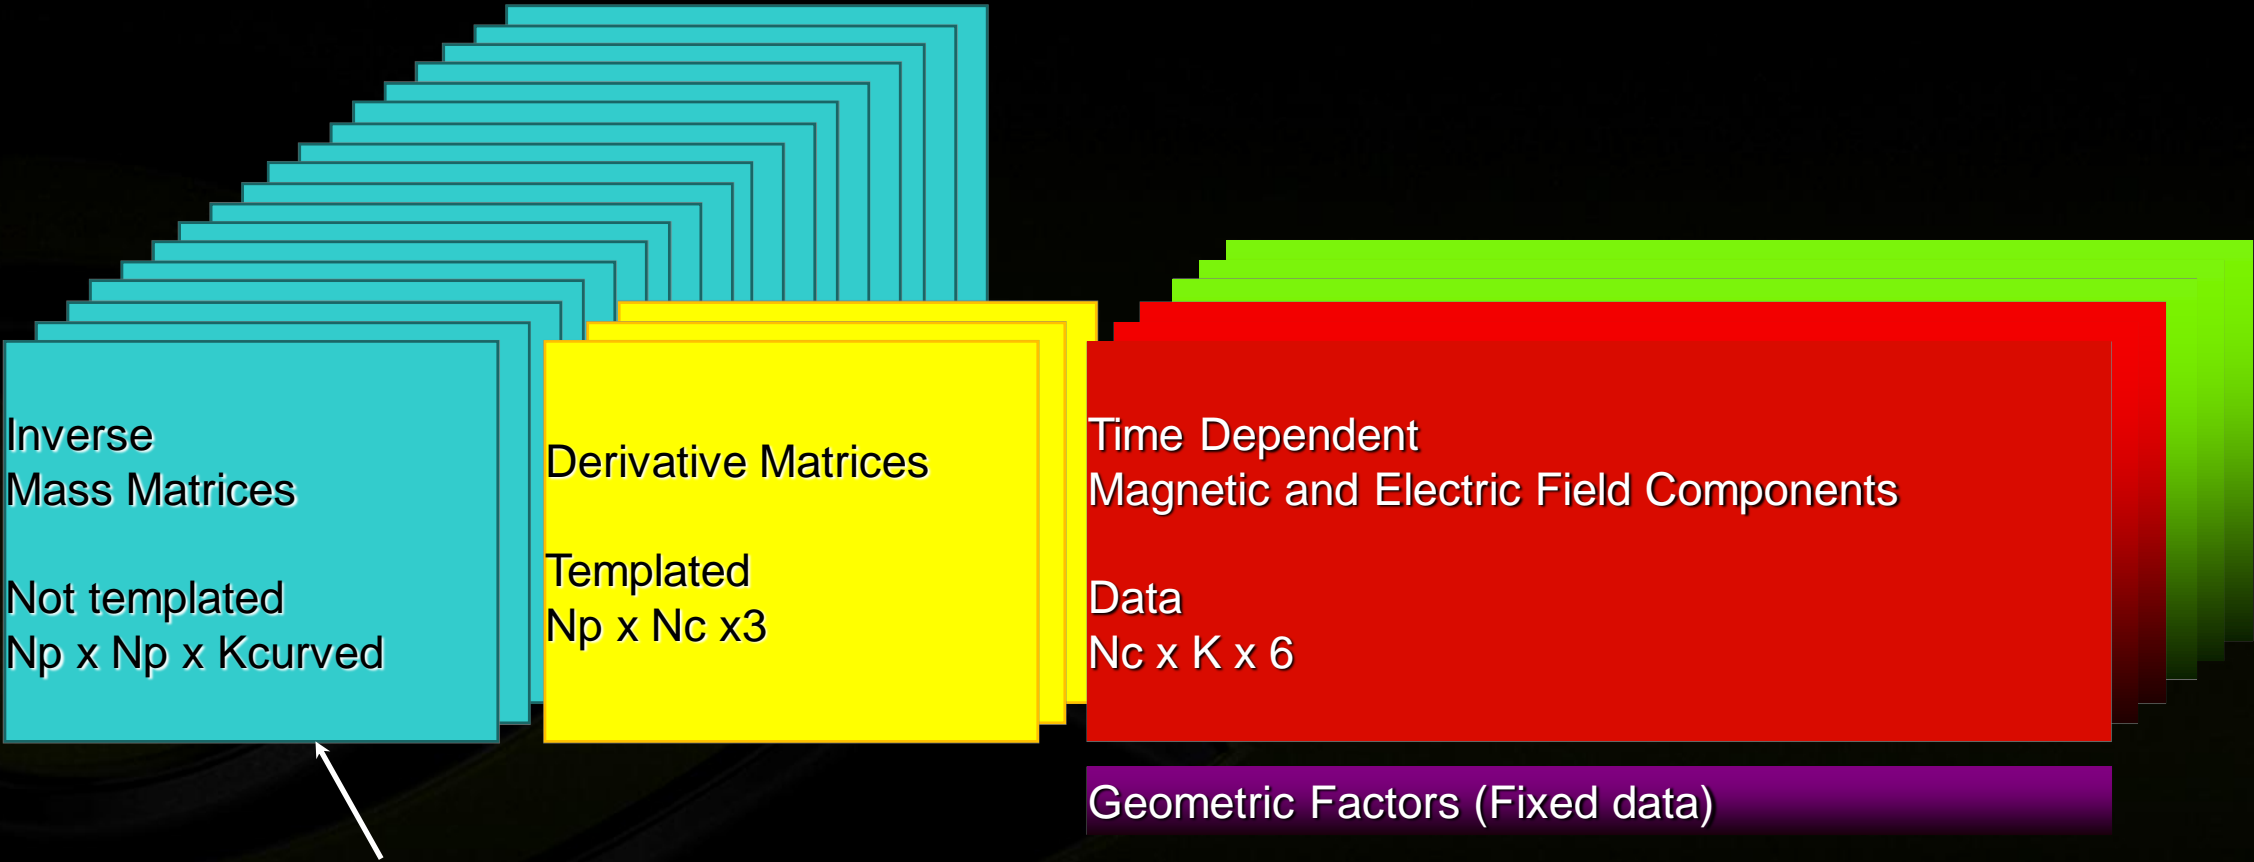 Inverse
Mass Matrices
Not templated
Np x Np x Kcurved
Derivative Matrices
Templated
Np x Nc x3
Time Dependent
Magnetic and Electric Field Components
Data
Nc x K x 6
Geometric Factors (Fixed data)